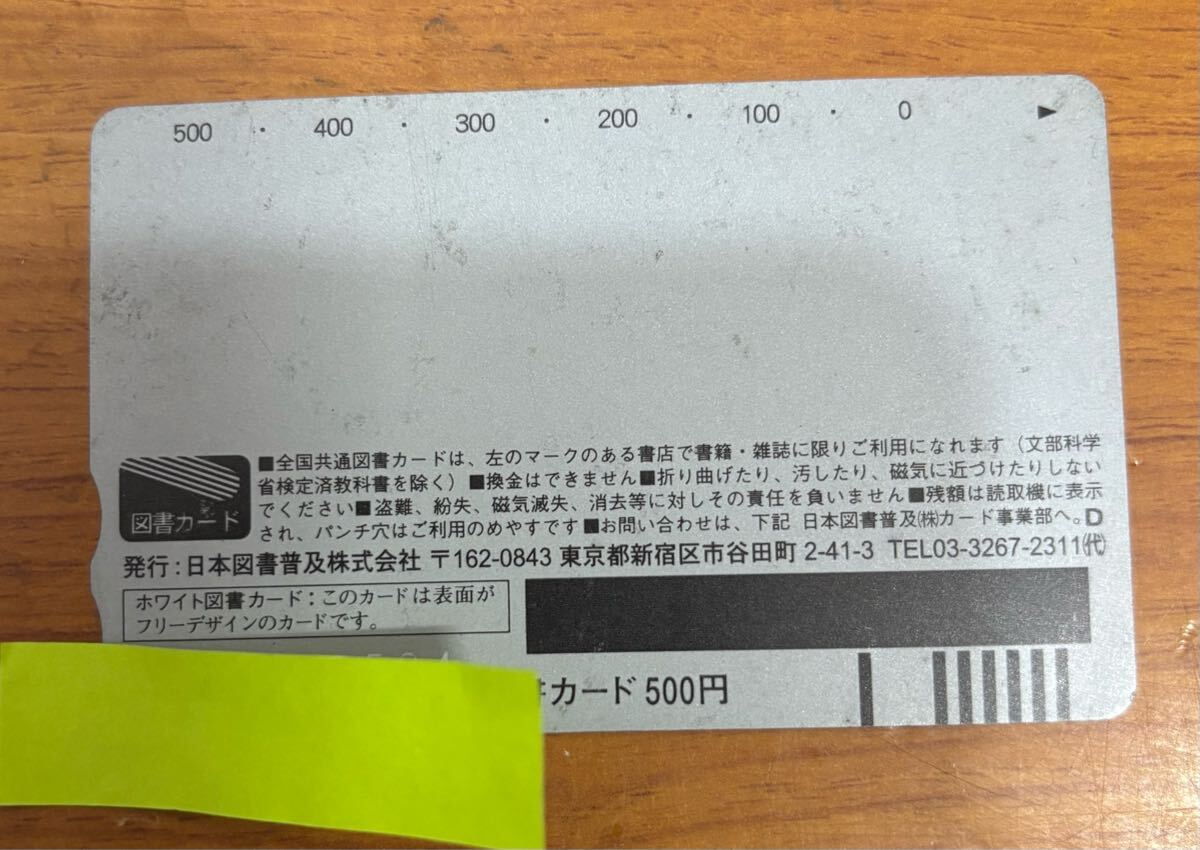 500 ・ 400 ・ 300 ・ 200 ・ 100 ・ 0 ▶
■全国共通図書カードは、左のマークのある書店で書籍・雑誌に限りご利用になれます（文部科学
省検定済教科書を除く）■換金はできません■折り曲げたり、汚したり、磁気に近づけたりしない
でください■盗難、紛失、磁気滅失、消去等に対しその責任を負いません■残額は読取機に表示
され、パンチ穴はご利用のめやすです■お問い合わせは、下記 日本図書普及㈱カード事業部へ。D
図書カード
発行：日本図書普及株式会社 〒162-0843 東京都新宿区市谷田町 2-41-3 TEL03-3267-2311㈹
ホワイト図書カード：このカードは表面が
フリーデザインのカードです。
カード 500円